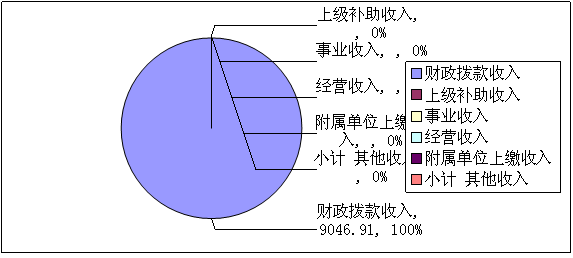 上级补助收入,
, 0%
事业收入, , 0%
经营收入, ,
附属单位上缴
入, , 0%
小计 其他收入
, 0%
财政拨款收入,
9046.91, 100%
财政拨款收入
上级补助收入
事业收入
经营收入
附属单位上缴收入
小计 其他收入